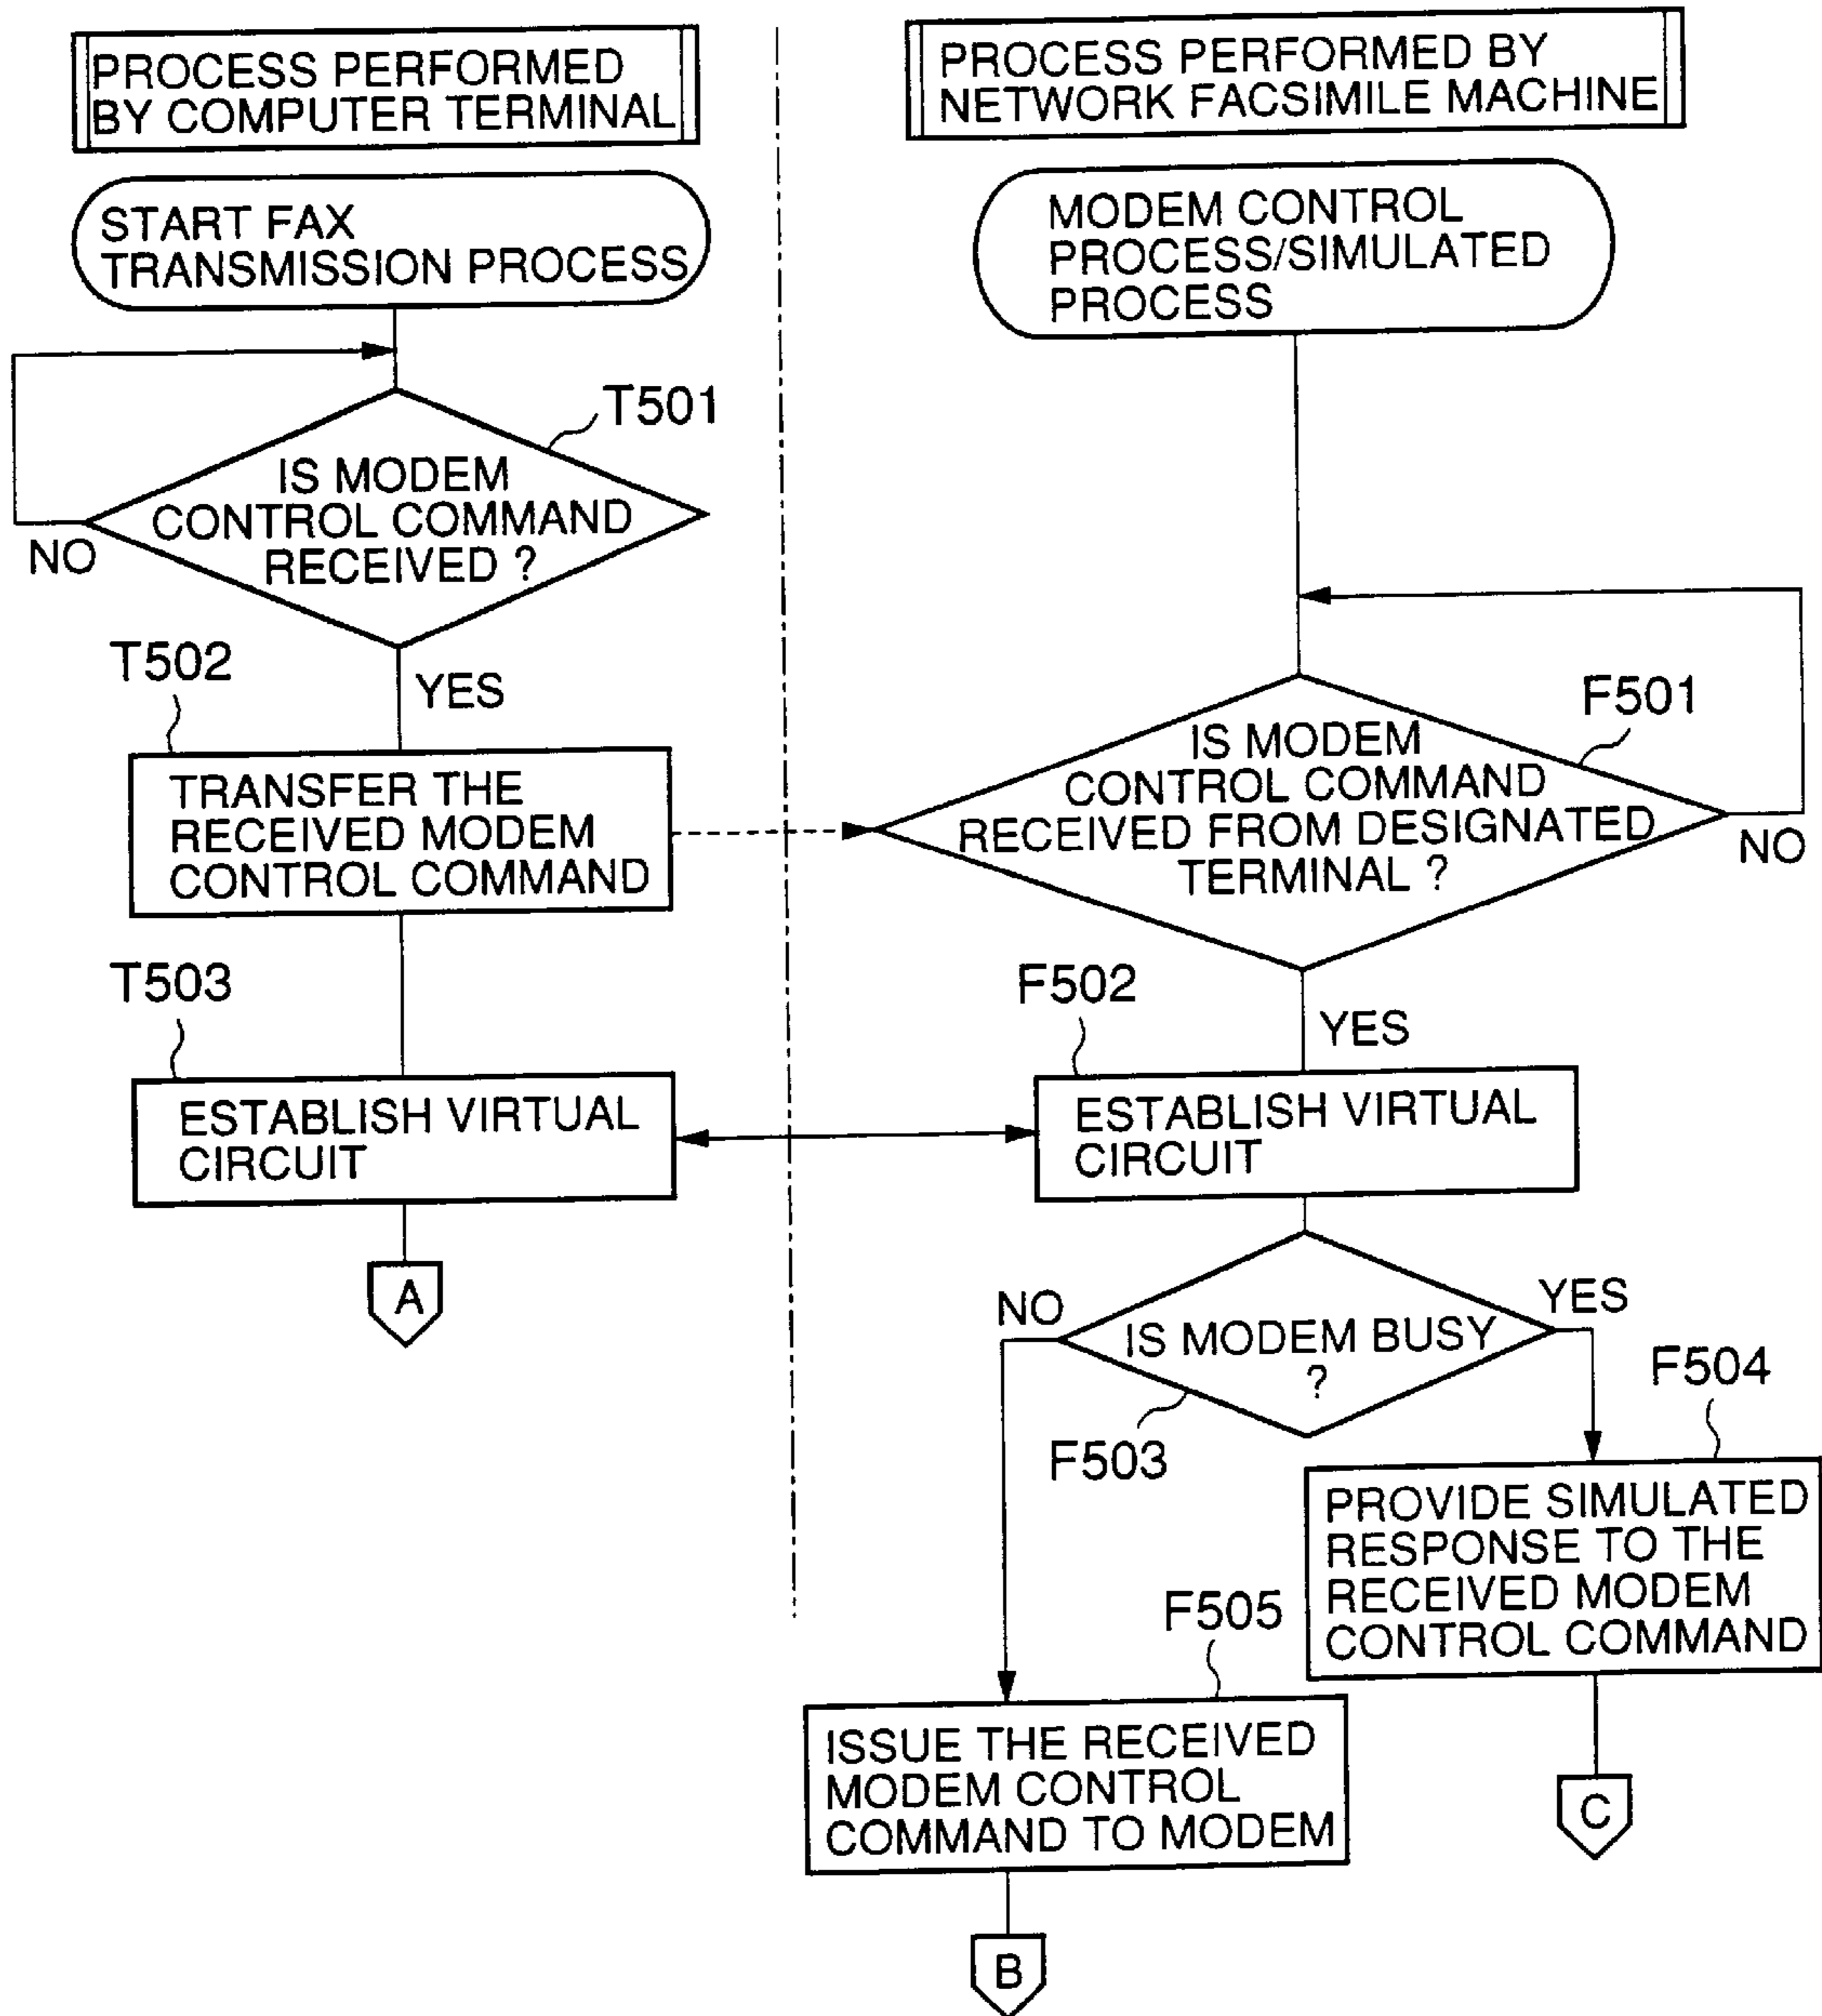 PROCESS PERFORMED
BY COMPUTER TERMINAL
START FAX
TRANSMISSION PROCESS
T501
IS MODEM
CONTROL COMMAND
RECEIVED ?
NO
YES
T502
TRANSFER THE
RECEIVED MODEM
CONTROL COMMAND
T503
ESTABLISH VIRTUAL
CIRCUIT
A
PROCESS PERFORMED BY
NETWORK FACSIMILE MACHINE
MODEM CONTROL
PROCESS/SIMULATED
PROCESS
F501
IS MODEM
CONTROL COMMAND
RECEIVED FROM DESIGNATED
TERMINAL ?
NO
YES
F502
ESTABLISH VIRTUAL
CIRCUIT
NO
YES
IS MODEM BUSY
?
F503
F504
PROVIDE SIMULATED
RESPONSE TO THE
RECEIVED MODEM
CONTROL COMMAND
C
F505
ISSUE THE RECEIVED
MODEM CONTROL
COMMAND TO MODEM
B